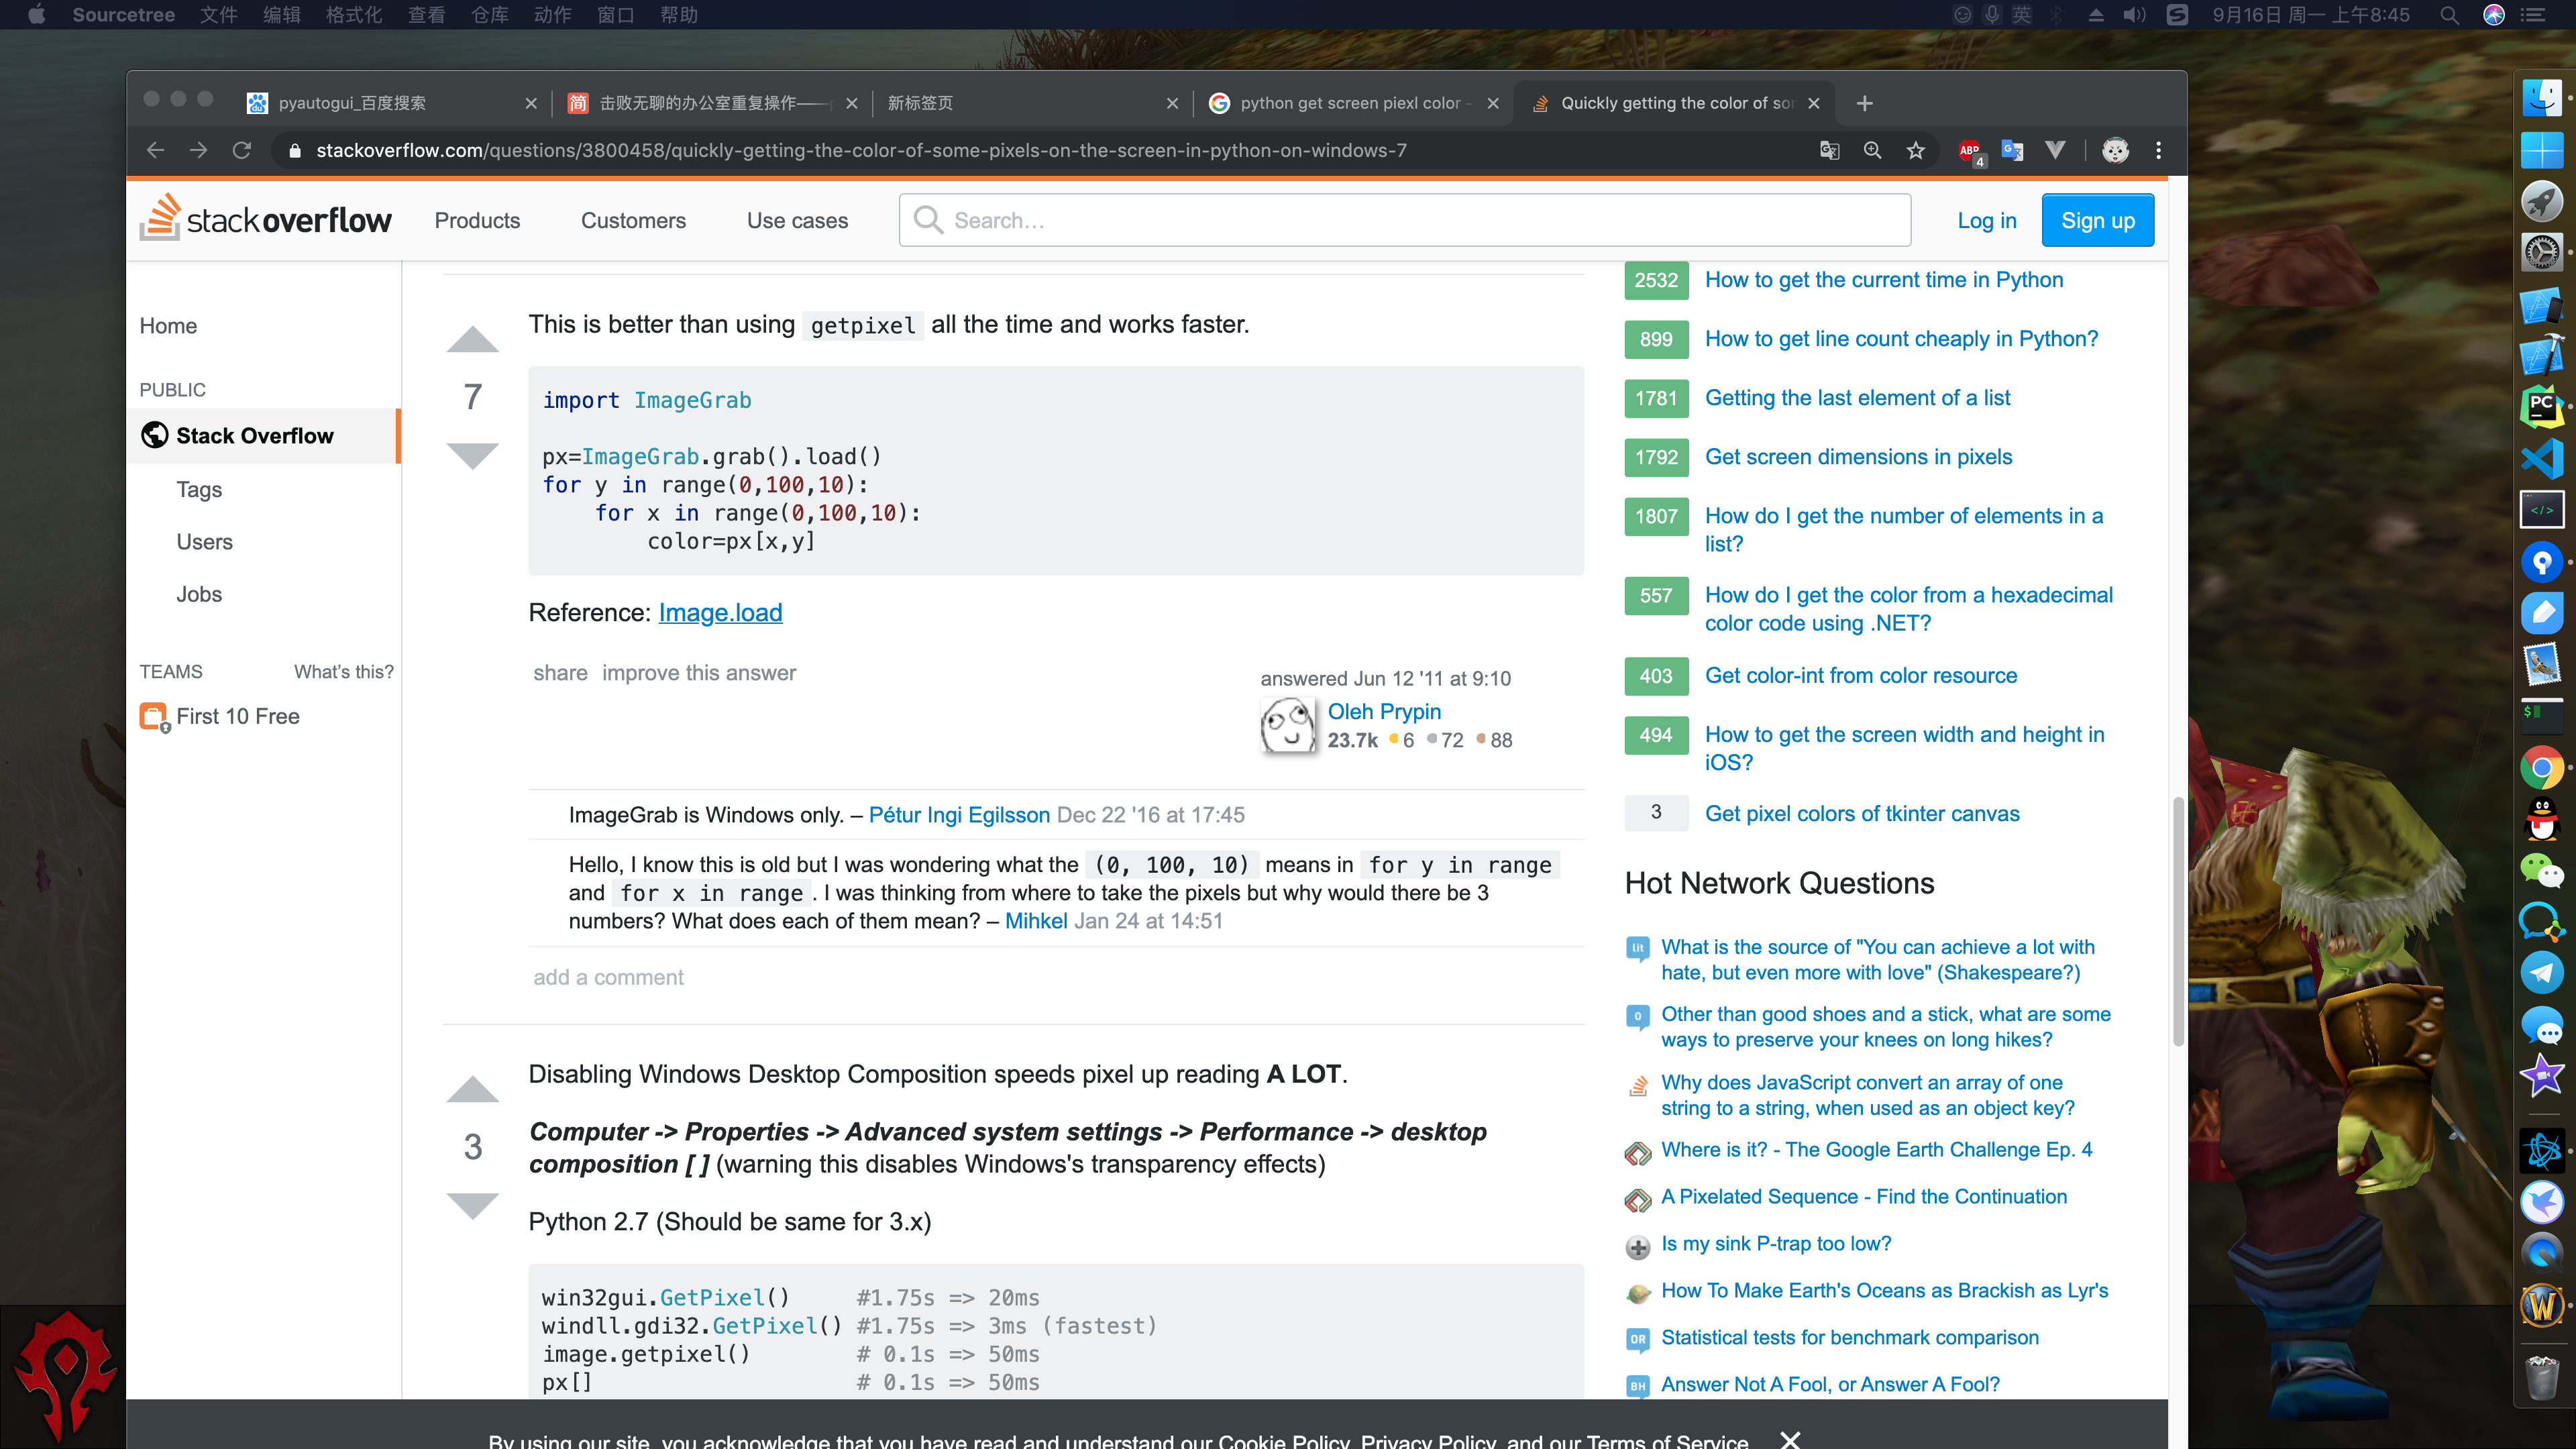 Sourcetree 文件 编辑 格式化 查看 仓库 动作 窗口 帮助 英 9月16日 周一 上午8:45
pyautogui_百度搜索 简 击败无聊的办公室重复操作—— 新标签页 python get screen piexl color - Quickly getting the color of sor
stackoverflow.com/questions/3800458/quickly-getting-the-color-of-some-pixels-on-the-screen-in-python-on-windows-7 ABP 4
stackoverflow Products Customers Use cases Search… Log in Sign up
Home
PUBLIC
Stack Overflow
Tags
Users
Jobs
TEAMS What's this?
First 10 Free
This is better than using getpixel all the time and works faster.
7
import ImageGrab
px=ImageGrab.grab().load()
for y in range(0,100,10):
    for x in range(0,100,10):
        color=px[x,y]
Reference: Image.load
share improve this answer
answered Jun 12 '11 at 9:10
Oleh Prypin
23.7k 6 72 88
ImageGrab is Windows only. – Pétur Ingi Egilsson Dec 22 '16 at 17:45
Hello, I know this is old but I was wondering what the (0, 100, 10) means in for y in range
and for x in range . I was thinking from where to take the pixels but why would there be 3
numbers? What does each of them mean? – Mihkel Jan 24 at 14:51
add a comment
Disabling Windows Desktop Composition speeds pixel up reading A LOT.
3
Computer -> Properties -> Advanced system settings -> Performance -> desktop
composition [ ] (warning this disables Windows's transparency effects)
Python 2.7 (Should be same for 3.x)
win32gui.GetPixel()     #1.75s => 20ms
windll.gdi32.GetPixel() #1.75s => 3ms (fastest)
image.getpixel()        # 0.1s => 50ms
px[]                    # 0.1s => 50ms
2532 How to get the current time in Python
899 How to get line count cheaply in Python?
1781 Getting the last element of a list
1792 Get screen dimensions in pixels
1807 How do I get the number of elements in a
list?
557 How do I get the color from a hexadecimal
color code using .NET?
403 Get color-int from color resource
494 How to get the screen width and height in
iOS?
3 Get pixel colors of tkinter canvas
Hot Network Questions
lit What is the source of "You can achieve a lot with
hate, but even more with love" (Shakespeare?)
Other than good shoes and a stick, what are some
ways to preserve your knees on long hikes?
Why does JavaScript convert an array of one
string to a string, when used as an object key?
Where is it? - The Google Earth Challenge Ep. 4
A Pixelated Sequence - Find the Continuation
Is my sink P-trap too low?
How To Make Earth's Oceans as Brackish as Lyr's
OR Statistical tests for benchmark comparison
BH Answer Not A Fool, or Answer A Fool?
By using our site, you acknowledge that you have read and understand our Cookie Policy, Privacy Policy, and our Terms of Service
PC
</>
$
W